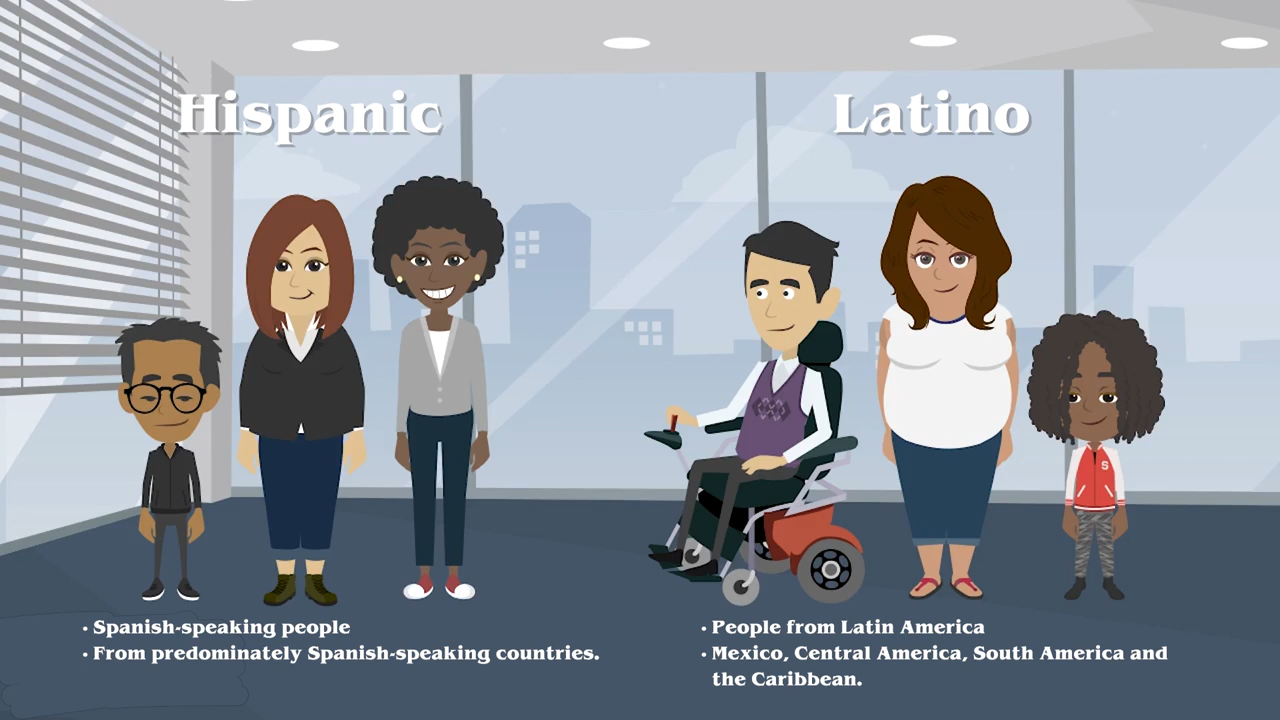 Hispanic
Latino
S
• Spanish-speaking people
• From predominately Spanish-speaking countries.
• People from Latin America
• Mexico, Central America, South America and
the Caribbean.